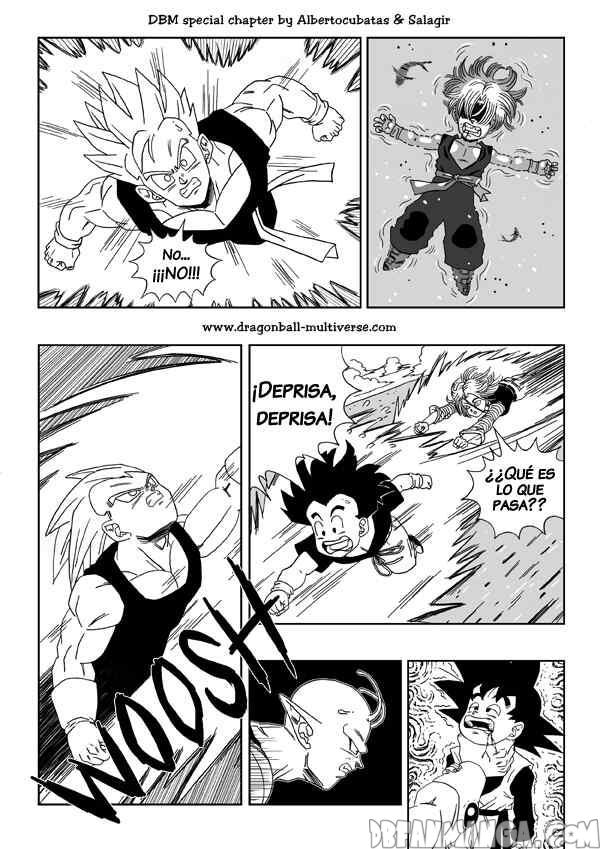 DBM special chapter by Albertocubatas & Salagir
No...
¡¡¡NO!!!
www.dragonball-multiverse.com
¡DEPRISA,
DEPRISA!
¿¿QUÉ ES
LO QUE
PASA??
WOOSH
DBFANMANGA.COM